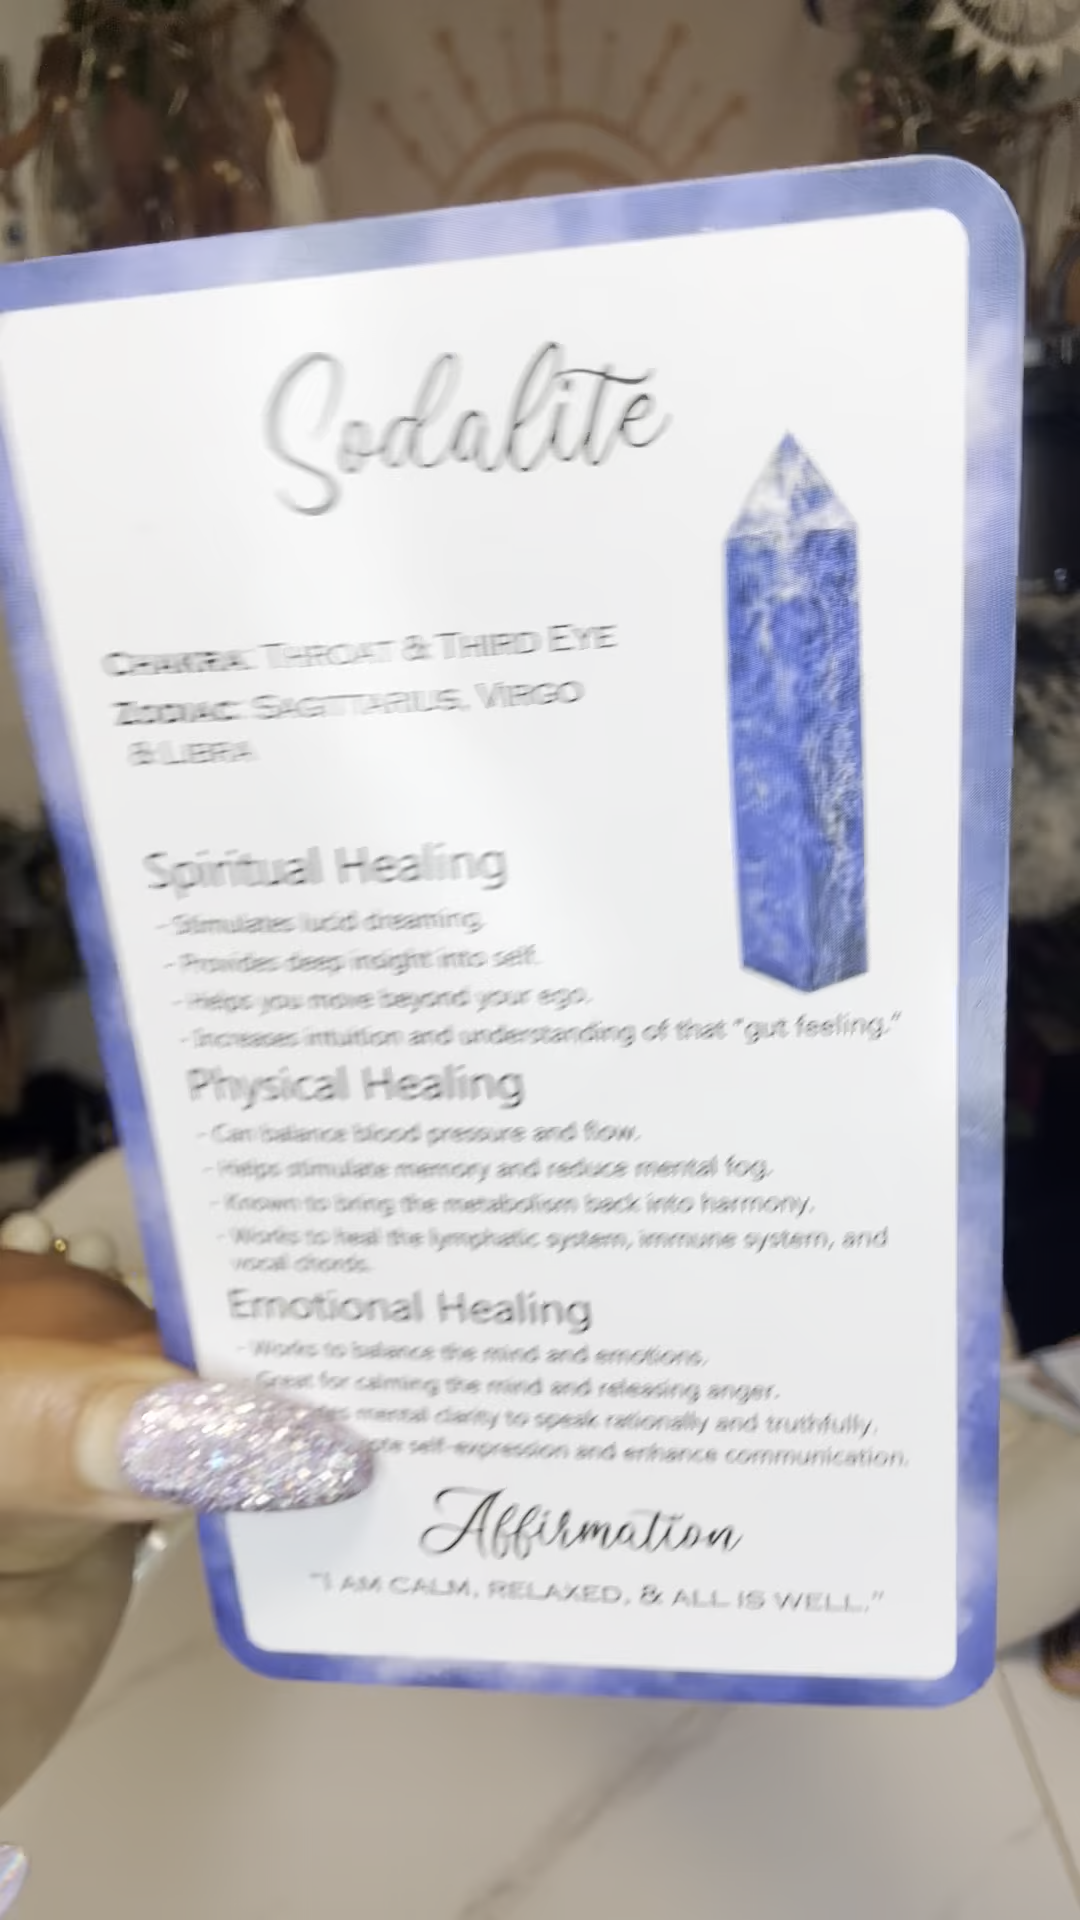 Sodalite
CHAKRA: THROAT & THIRD EYE
ZODIAC: SAGITTARIUS, VIRGO
& LIBRA
Spiritual Healing
- Stimulates lucid dreaming.
- Provides deep insight into self.
- Helps you move beyond your ego.
- Increases intuition and understanding of that "gut feeling."
Physical Healing
- Can balance blood pressure and flow.
- Helps stimulate memory and reduce mental fog.
- Known to bring the metabolism back into harmony.
- Works to heal the lymphatic system, immune system, and
vocal chords.
Emotional Healing
- Works to balance the mind and emotions.
- Great for calming the mind and releasing anger.
mental clarity to speak rationally and truthfully.
self-expression and enhance communication.
Affirmation
"I AM CALM, RELAXED, & ALL IS WELL."